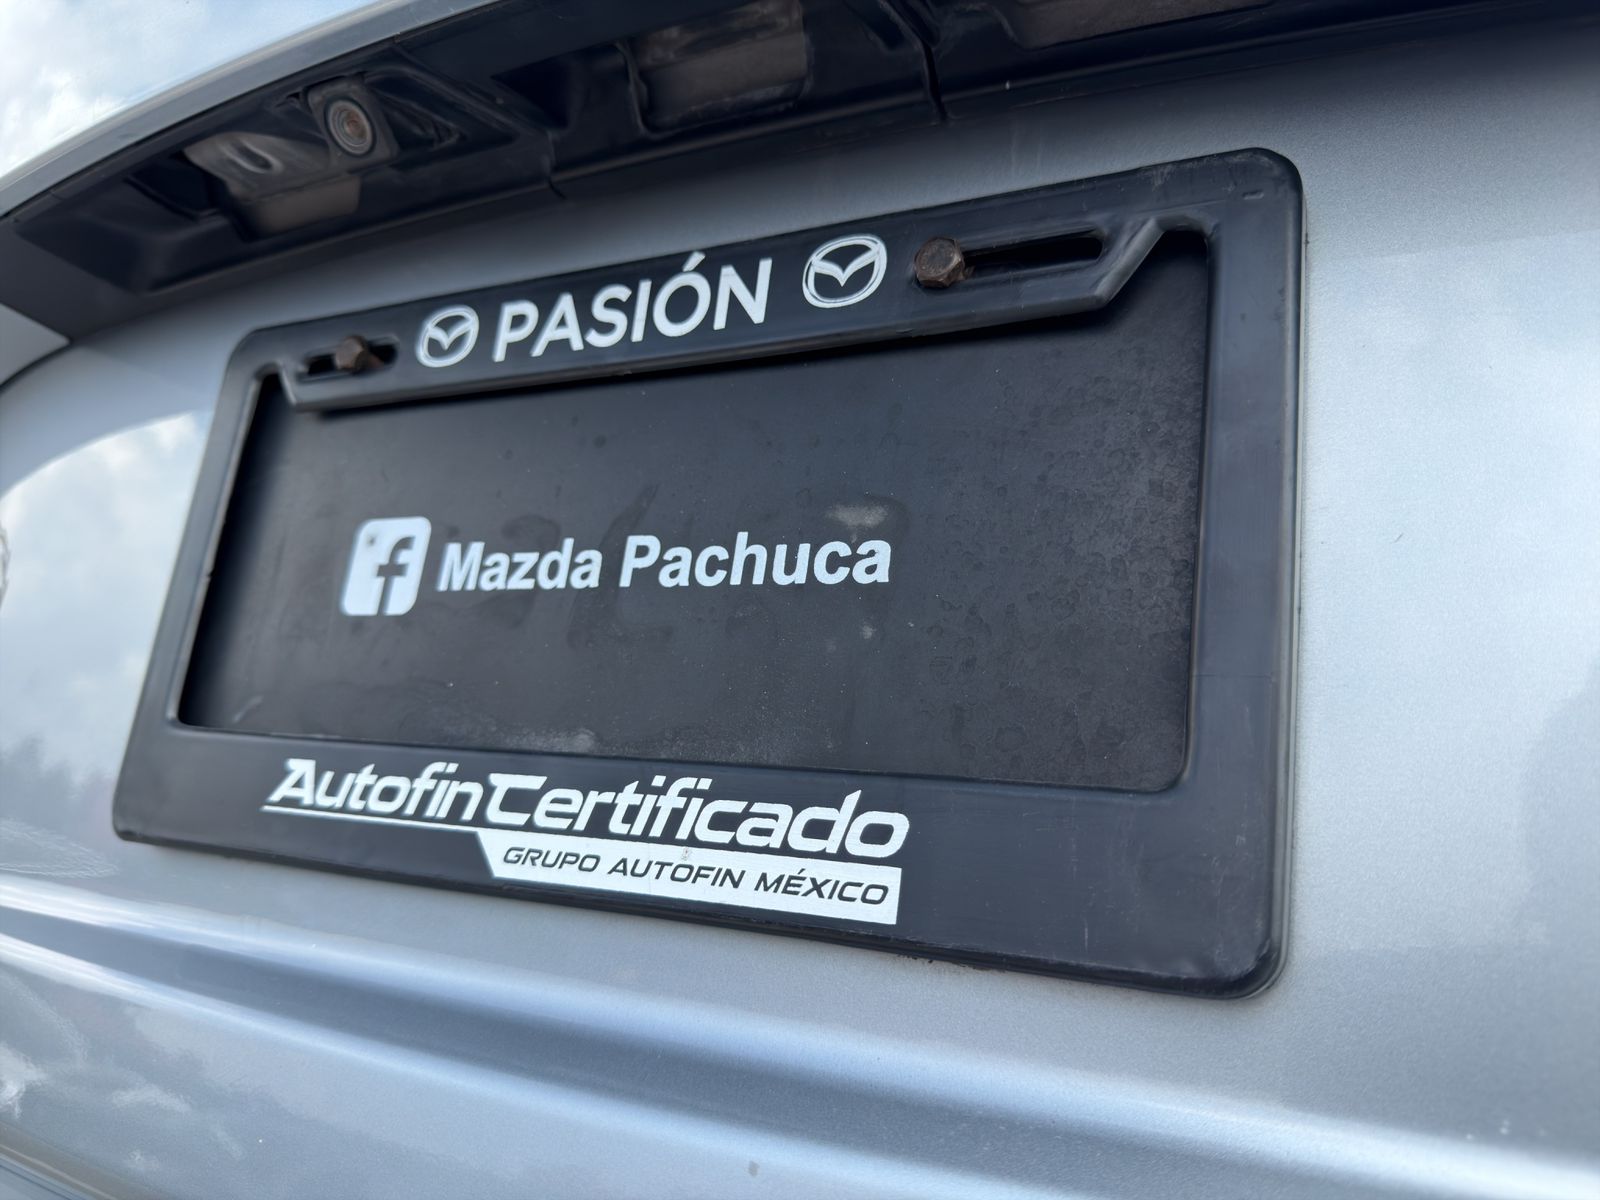 PASIÓN
Mazda Pachuca
AutofinCertificado
GRUPO AUTOFIN MÉXICO